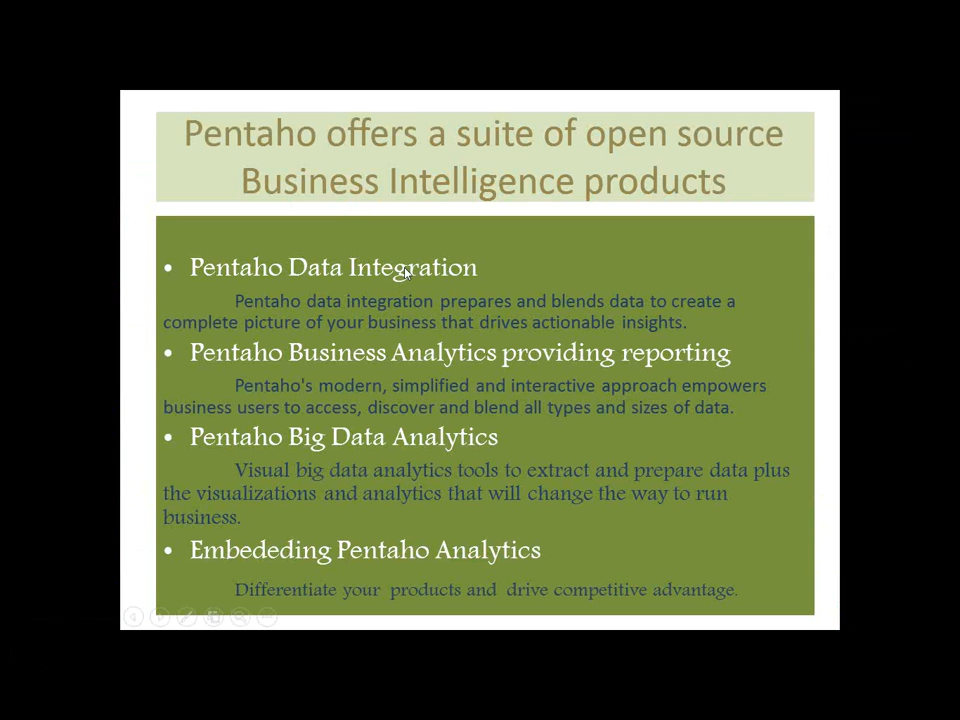 Pentaho offers a suite of open source
Business Intelligence products
• Pentaho Data Integration
Pentaho data integration prepares and blends data to create a
complete picture of your business that drives actionable insights.
• Pentaho Business Analytics providing reporting
Pentaho's modern, simplified and interactive approach empowers
business users to access, discover and blend all types and sizes of data.
• Pentaho Big Data Analytics
Visual big data analytics tools to extract and prepare data plus
the visualizations and analytics that will change the way to run
business.
• Embededing Pentaho Analytics
Differentiate your products and drive competitive advantage.